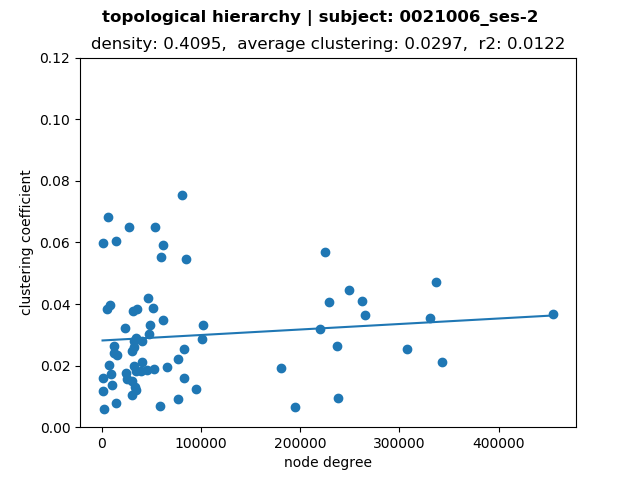 topological hierarchy | subject: 0021006_ses-2
density: 0.4095,  average clustering: 0.0297,  r2: 0.0122
0.12
0.10
0.08
0.06
0.04
0.02
0.00
clustering coefficient
0 100000 200000 300000 400000
node degree